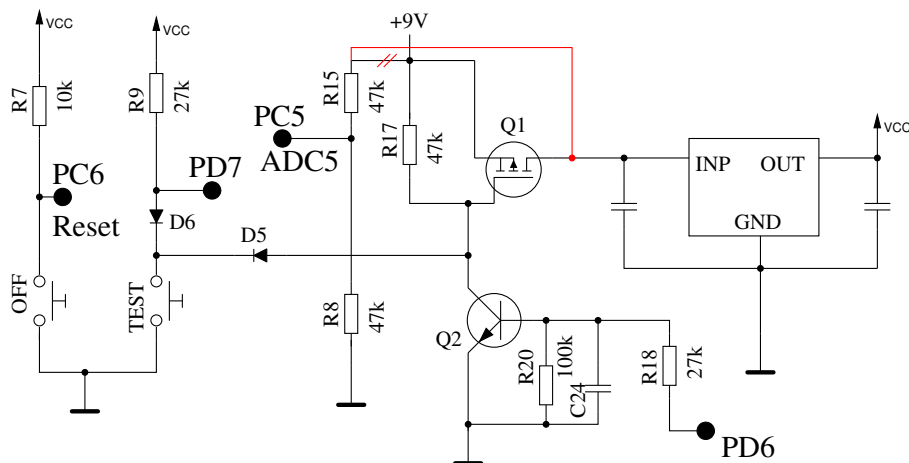 VCC
VCC
+9V
R7
10k
R9
27k
R15
47k
PC5
ADC5
R17
47k
Q1
VCC
INP
OUT
GND
PC6
Reset
PD7
D6
D5
OFF
TEST
R8
47k
Q2
R20
100k
C24
R18
27k
PD6